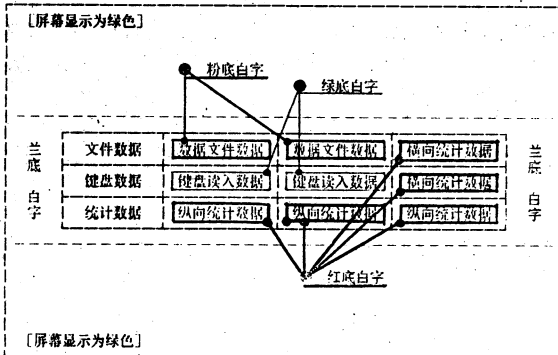 [屏幕显示为绿色]
粉底白字
绿底白字
兰底白字
文件数据 数据文件数据 数据文件数据 横向统计数据
键盘数据 键盘读入数据 键盘读入数据 横向统计数据
统计数据 纵向统计数据 纵向统计数据 纵向统计数据
兰底白字
红底白字
[屏幕显示为绿色]